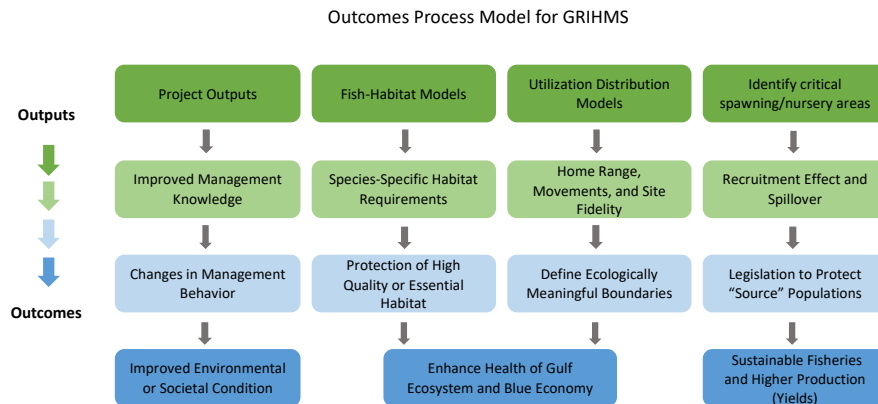 Outcomes Process Model for GRIHMS
Outputs
Outcomes
Project Outputs
Fish-Habitat Models
Utilization Distribution
Models
Identify critical
spawning/nursery areas
Improved Management
Knowledge
Species-Specific Habitat
Requirements
Home Range,
Movements, and Site
Fidelity
Recruitment Effect and
Spillover
Changes in Management
Behavior
Protection of High
Quality or Essential
Habitat
Define Ecologically
Meaningful Boundaries
Legislation to Protect
“Source” Populations
Improved Environmental
or Societal Condition
Enhance Health of Gulf
Ecosystem and Blue Economy
Sustainable Fisheries
and Higher Production
(Yields)